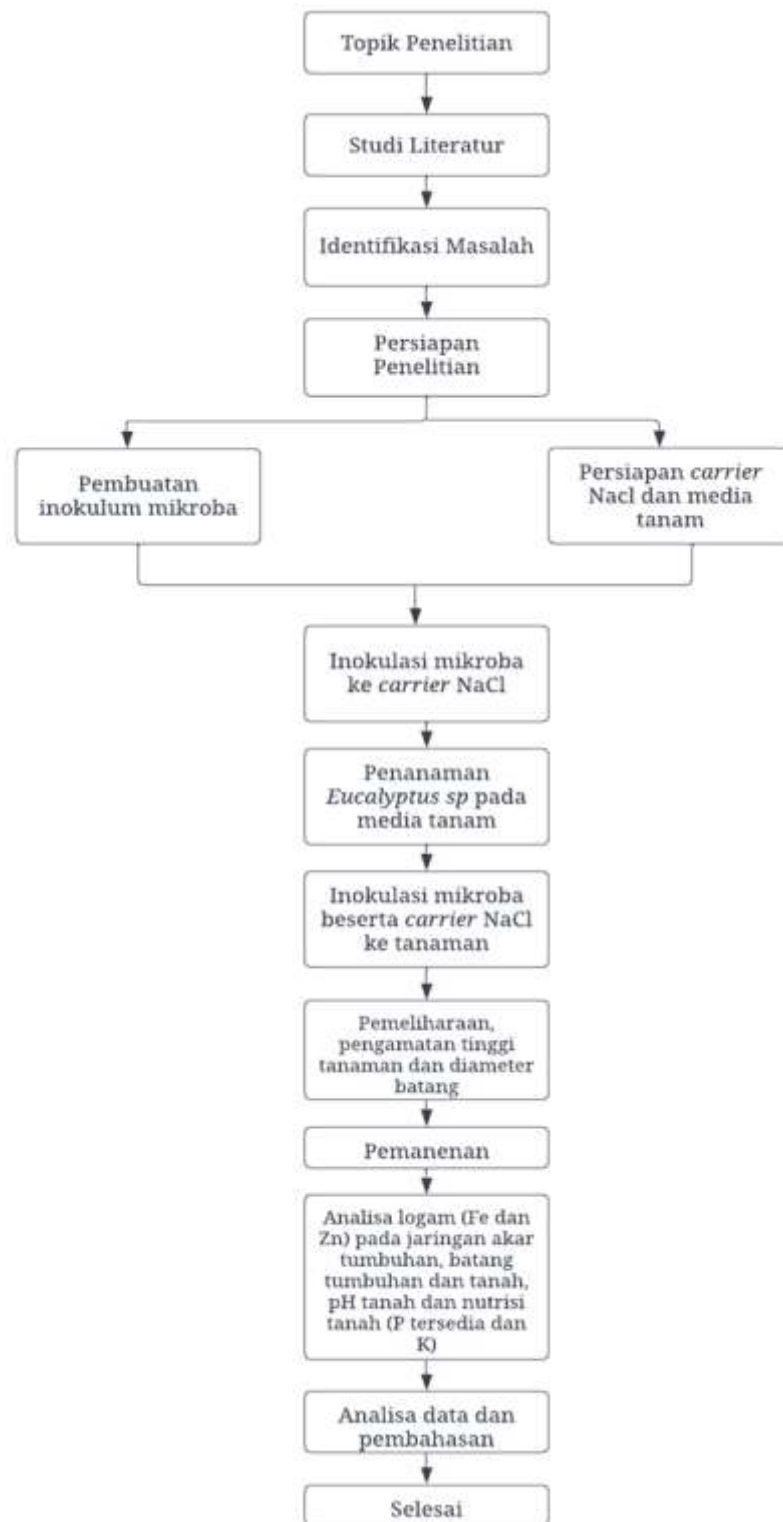 Topik Penelitian
Studi Literatur
Identifikasi Masalah
Persiapan
Penelitian
Pembuatan
inokulum mikroba
Persiapan carrier
Nacl dan media
tanam
Inokulasi mikroba
ke carrier NaCl
Penanaman
Eucalyptus sp pada
media tanam
Inokulasi mikroba
beserta carrier NaCl
ke tanaman
Pemeliharaan,
pengamatan tinggi
tanaman dan diameter
batang
Pemanenan
Analisa logam (Fe dan
Zn) pada jaringan akar
tumbuhan, batang
tumbuhan dan tanah,
pH tanah dan nutrisi
tanah (P tersedia dan
K)
Analisa data dan
pembahasan
Selesai